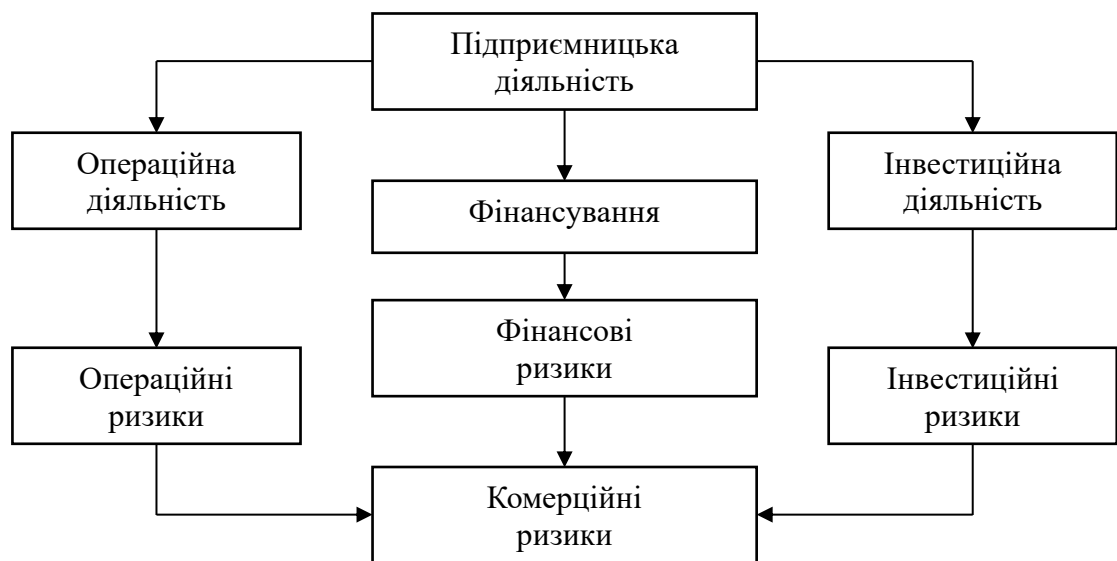 Підприємницька
діяльність
Операційна
діяльність
Фінансування
Інвестиційна
діяльність
Фінансові
ризики
Операційні
ризики
Інвестиційні
ризики
Комерційні
ризики